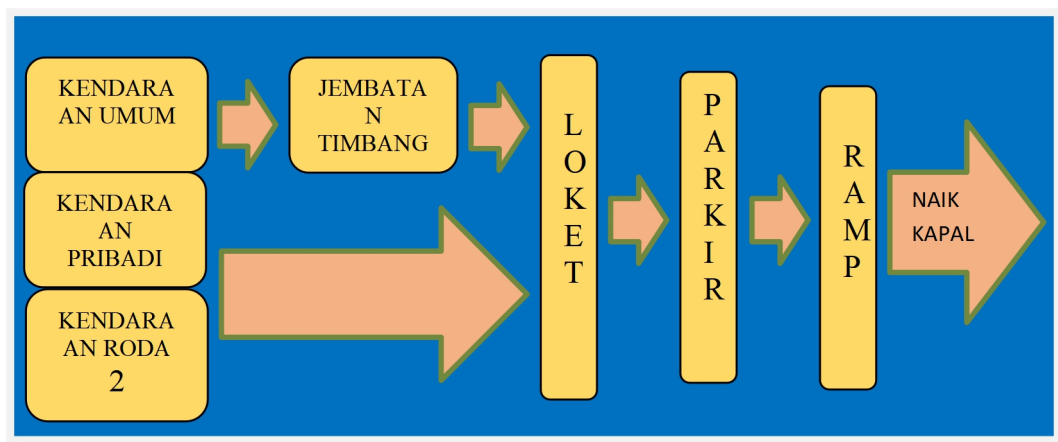 KENDARA
AN UMUM
JEMBATA
N
TIMBANG
KENDARA
AN
PRIBADI
KENDARA
AN RODA
2
L
O
K
E
T
P
A
R
K
I
R
R
A
M
P
NAIK
KAPAL